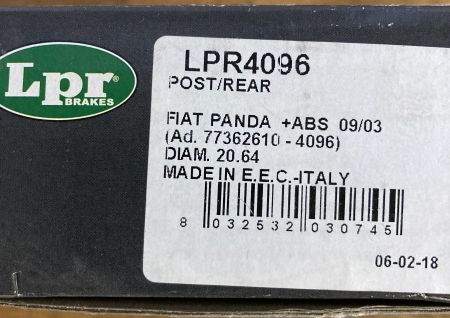 Lpr®
BRAKES
LPR4096
POST/REAR
FIAT PANDA +ABS 09/03
(Ad. 77362610 - 4096)
DIAM. 20.64
MADE IN E.E.C.-ITALY
8 032532 030745
06-02-18